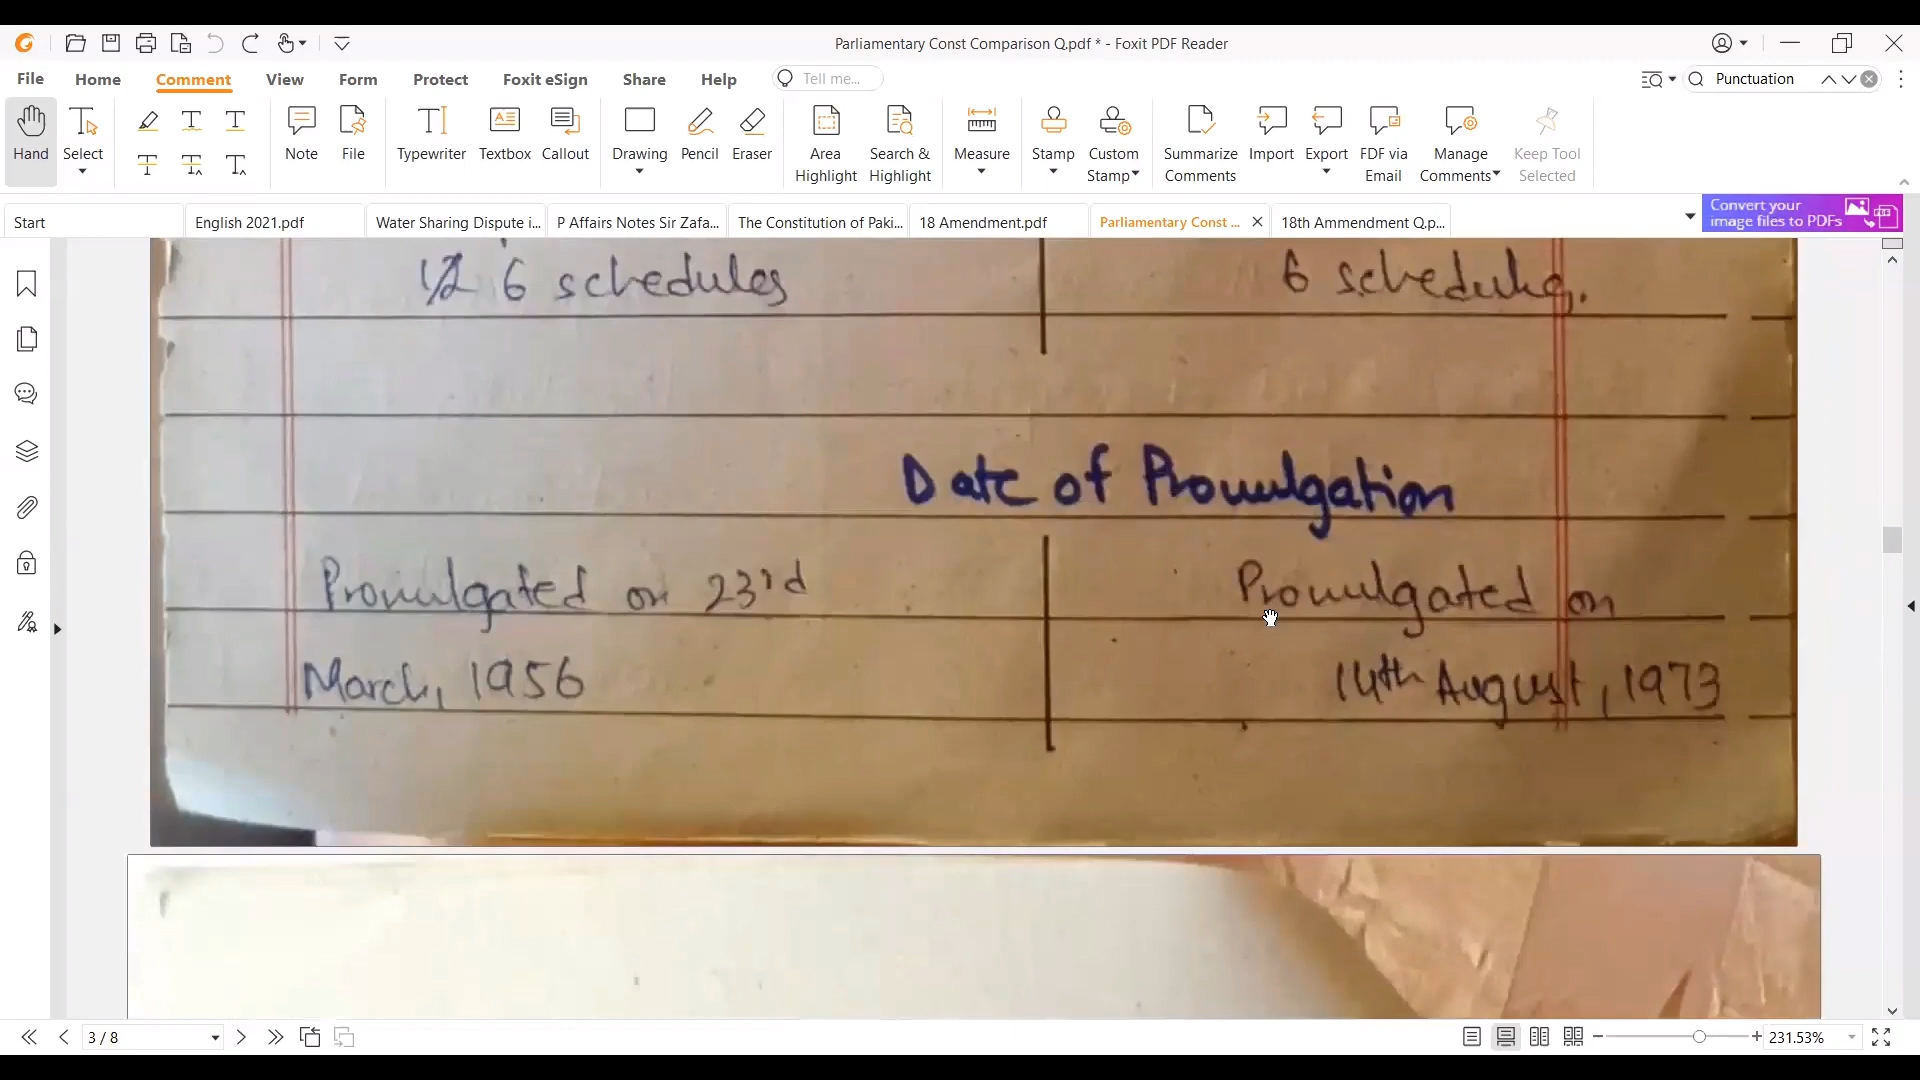 Parliamentary Const Comparison Q.pdf * - Foxit PDF Reader
File Home Comment View Form Protect Foxit eSign Share Help Tell me... Punctuation
Hand Select Note File Typewriter Textbox Callout Drawing Pencil Eraser Area Highlight Search & Highlight Measure Stamp Custom Stamp Summarize Comments Import Export FDF via Email Manage Comments Keep Tool Selected
Start English 2021.pdf Water Sharing Dispute i... P Affairs Notes Sir Zafa... The Constitution of Paki... 18 Amendment.pdf Parliamentary Const ... 18th Ammendment Q.p...
Convert your
image files to PDFs
6 schedules 6 schedules.
Date of Promulgation
Promulgated on 23rd Promulgated on
March, 1956 14th August, 1973
3 / 8 231.53%